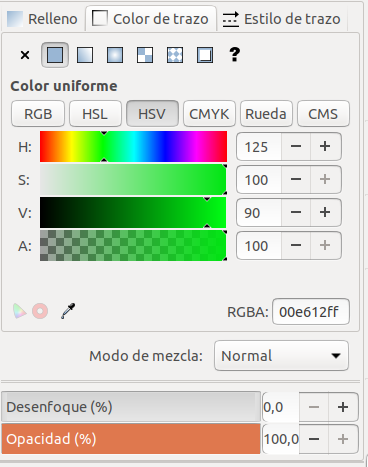 Relleno Color de trazo Estilo de trazo
?
Color uniforme
RGB HSL HSV CMYK Rueda CMS
H: 125 − +
S: 100 − +
V: 90 − +
A: 100 − +
RGBA: 00e612ff
Modo de mezcla: Normal
Desenfoque (%) 0,0 − +
Opacidad (%) 100,0 − +